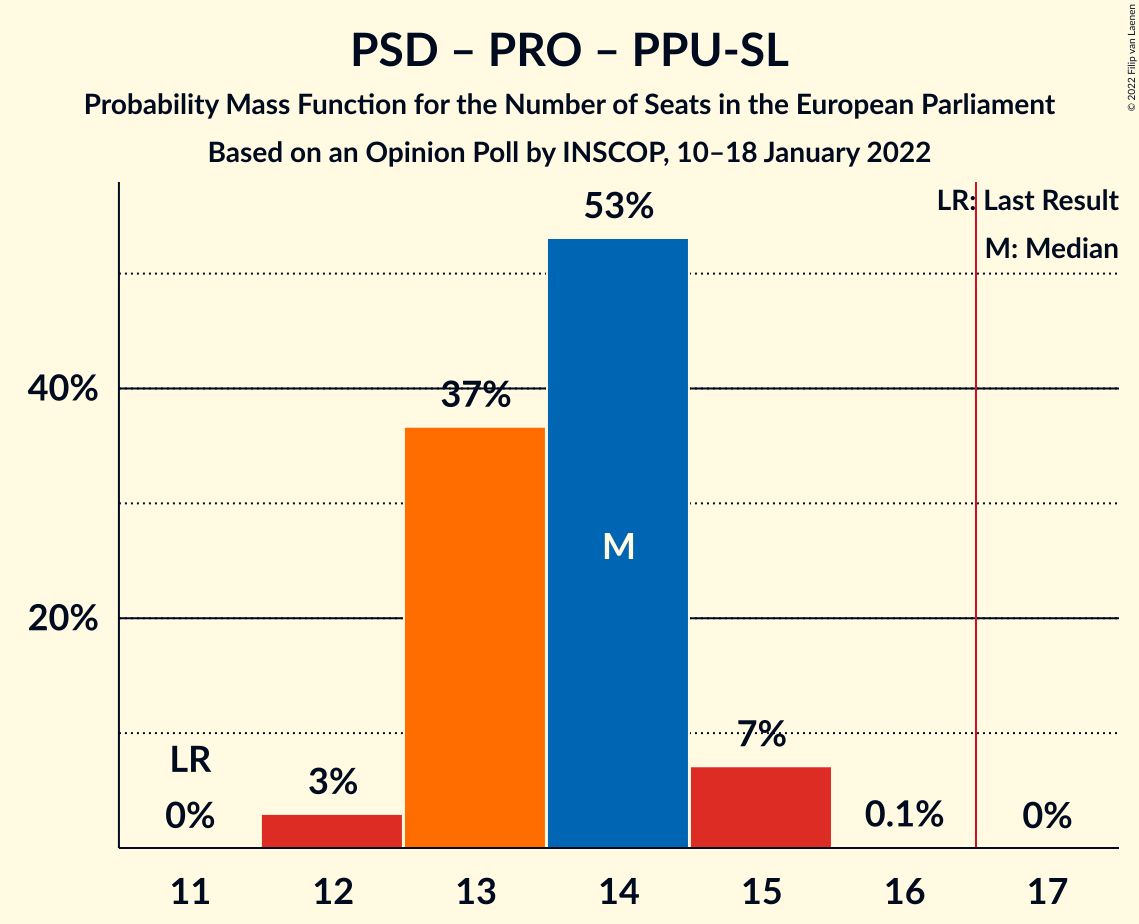 PSD – PRO – PPU-SL
Probability Mass Function for the Number of Seats in the European Parliament
Based on an Opinion Poll by INSCOP, 10–18 January 2022
© 2022 Filip van Laenen
LR: Last Result
M: Median
53%
40%
37%
M
20%
7%
LR
3%
0%
0.1%
0%
11 12 13 14 15 16 17